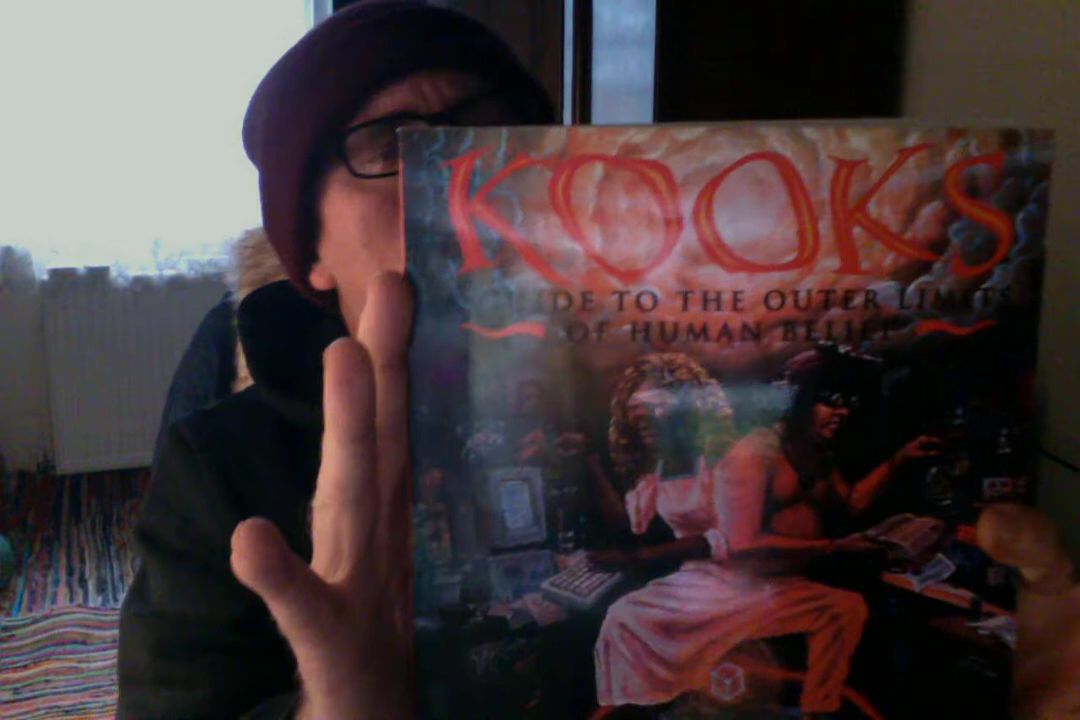 KOOKS
GUIDE TO THE OUTER LIMITS
OF HUMAN BELIEF